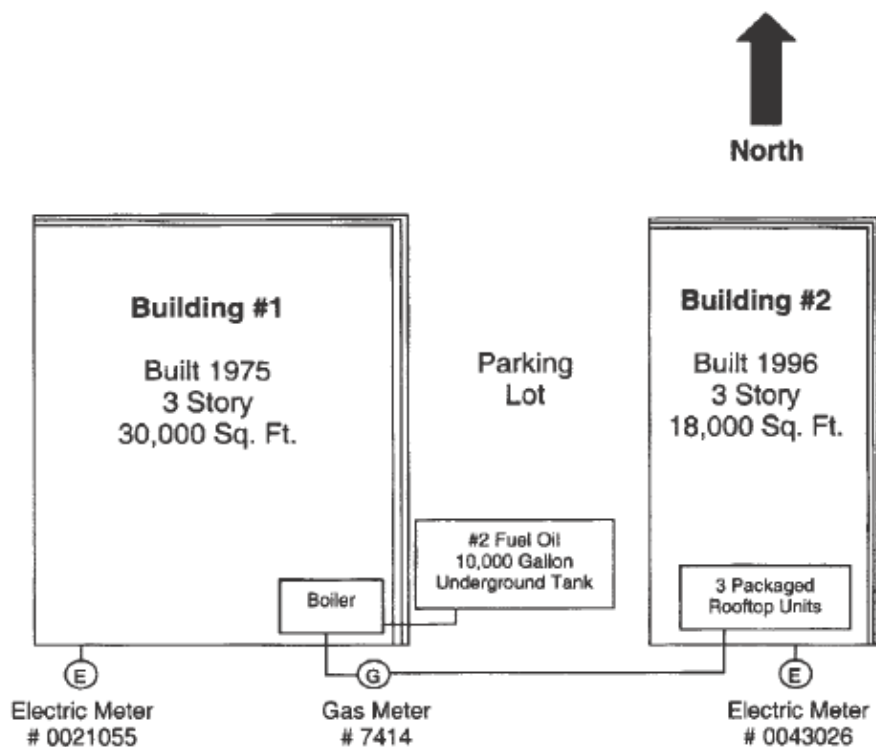 North
Building #1
Built 1975
3 Story
30,000 Sq. Ft.
Parking
Lot
Building #2
Built 1996
3 Story
18,000 Sq. Ft.
#2 Fuel Oil
10,000 Gallon
Underground Tank
Boiler
3 Packaged
Rooftop Units
E
G
E
Electric Meter
# 0021055
Gas Meter
# 7414
Electric Meter
# 0043026